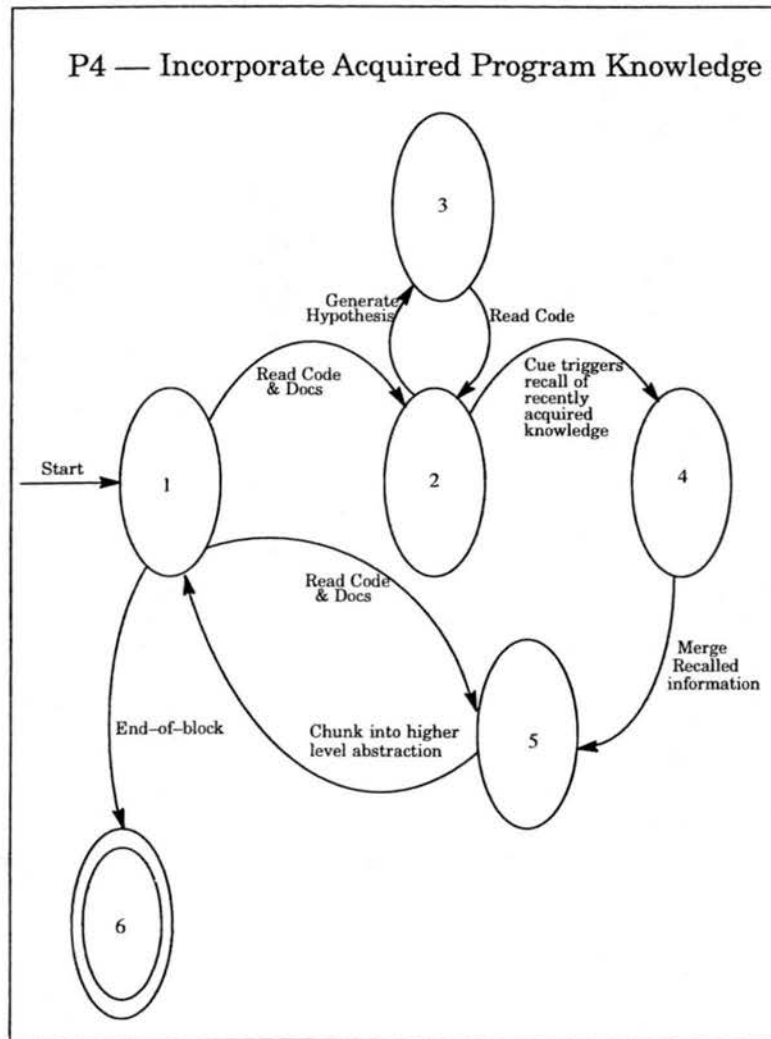 P4 — Incorporate Acquired Program Knowledge
3
Generate
Hypothesis
Read Code
Read Code
& Docs
Cue triggers
recall of
recently
acquired
knowledge
Start
1
2
4
Read Code
& Docs
Merge
Recalled
information
End–of–block
Chunk into higher
level abstraction
5
6